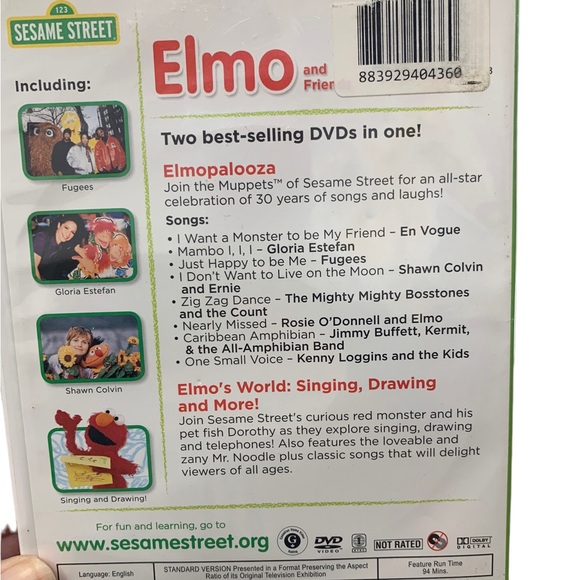 123
SESAME STREET
Elmo and
883929404360
Including:
Fugees
Gloria Estefan
Shawn Colvin
Singing and Drawing!
Two best-selling DVDs in one!
Elmopalooza
Join the Muppets™ of Sesame Street for an all-star
celebration of 30 years of songs and laughs!
Songs:
• I Want a Monster to be My Friend – En Vogue
• Mambo I, I, I – Gloria Estefan
• Just Happy to be Me – Fugees
• I Don't Want to Live on the Moon – Shawn Colvin
and Ernie
• Zig Zag Dance – The Mighty Mighty Bosstones
and the Count
• Nearly Missed – Rosie O'Donnell and Elmo
• Caribbean Amphibian – Jimmy Buffett, Kermit,
& the All-Amphibian Band
• One Small Voice – Kenny Loggins and the Kids
Elmo's World: Singing, Drawing
and More!
Join Sesame Street's curious red monster and his
pet fish Dorothy as they explore singing, drawing
and telephones! Also features the loveable and
zany Mr. Noodle plus classic songs that will delight
viewers of all ages.
For fun and learning, go to
www.sesamestreet.org
DVD VIDEO NOT RATED DOLBY DIGITAL
Language: English
STANDARD VERSION Presented in a Format Preserving the Aspect
Ratio of its Original Television Exhibition
Feature Run Time
94 Mins.